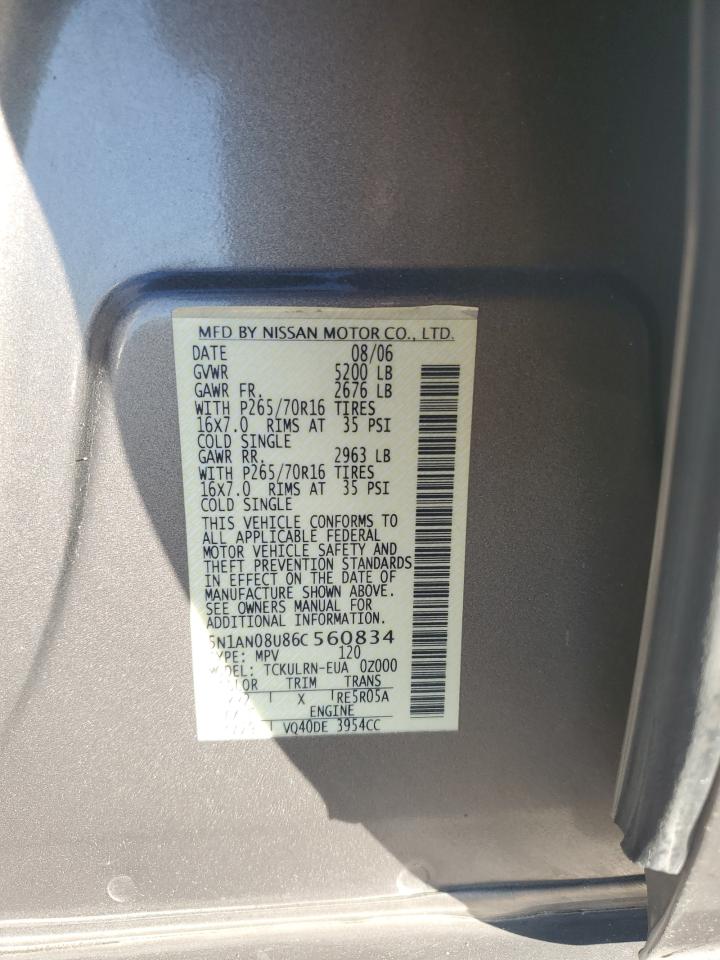 MFD BY NISSAN MOTOR CO., LTD.
DATE 08/06
GVWR 5200 LB
GAWR FR. 2676 LB
WITH P265/70R16 TIRES
16X7.0 RIMS AT 35 PSI
COLD SINGLE
GAWR RR. 2963 LB
WITH P265/70R16 TIRES
16X7.0 RIMS AT 35 PSI
COLD SINGLE
THIS VEHICLE CONFORMS TO
ALL APPLICABLE FEDERAL
MOTOR VEHICLE SAFETY AND
THEFT PREVENTION STANDARDS
IN EFFECT ON THE DATE OF
MANUFACTURE SHOWN ABOVE.
SEE OWNERS MANUAL FOR
ADDITIONAL INFORMATION.
5N1AN08U86C560834
TYPE: MPV 120
MODEL: TCKULRN-EUA 0Z000
COLOR TRIM TRANS
X RE5R05A
ENGINE
VQ40DE 3954CC